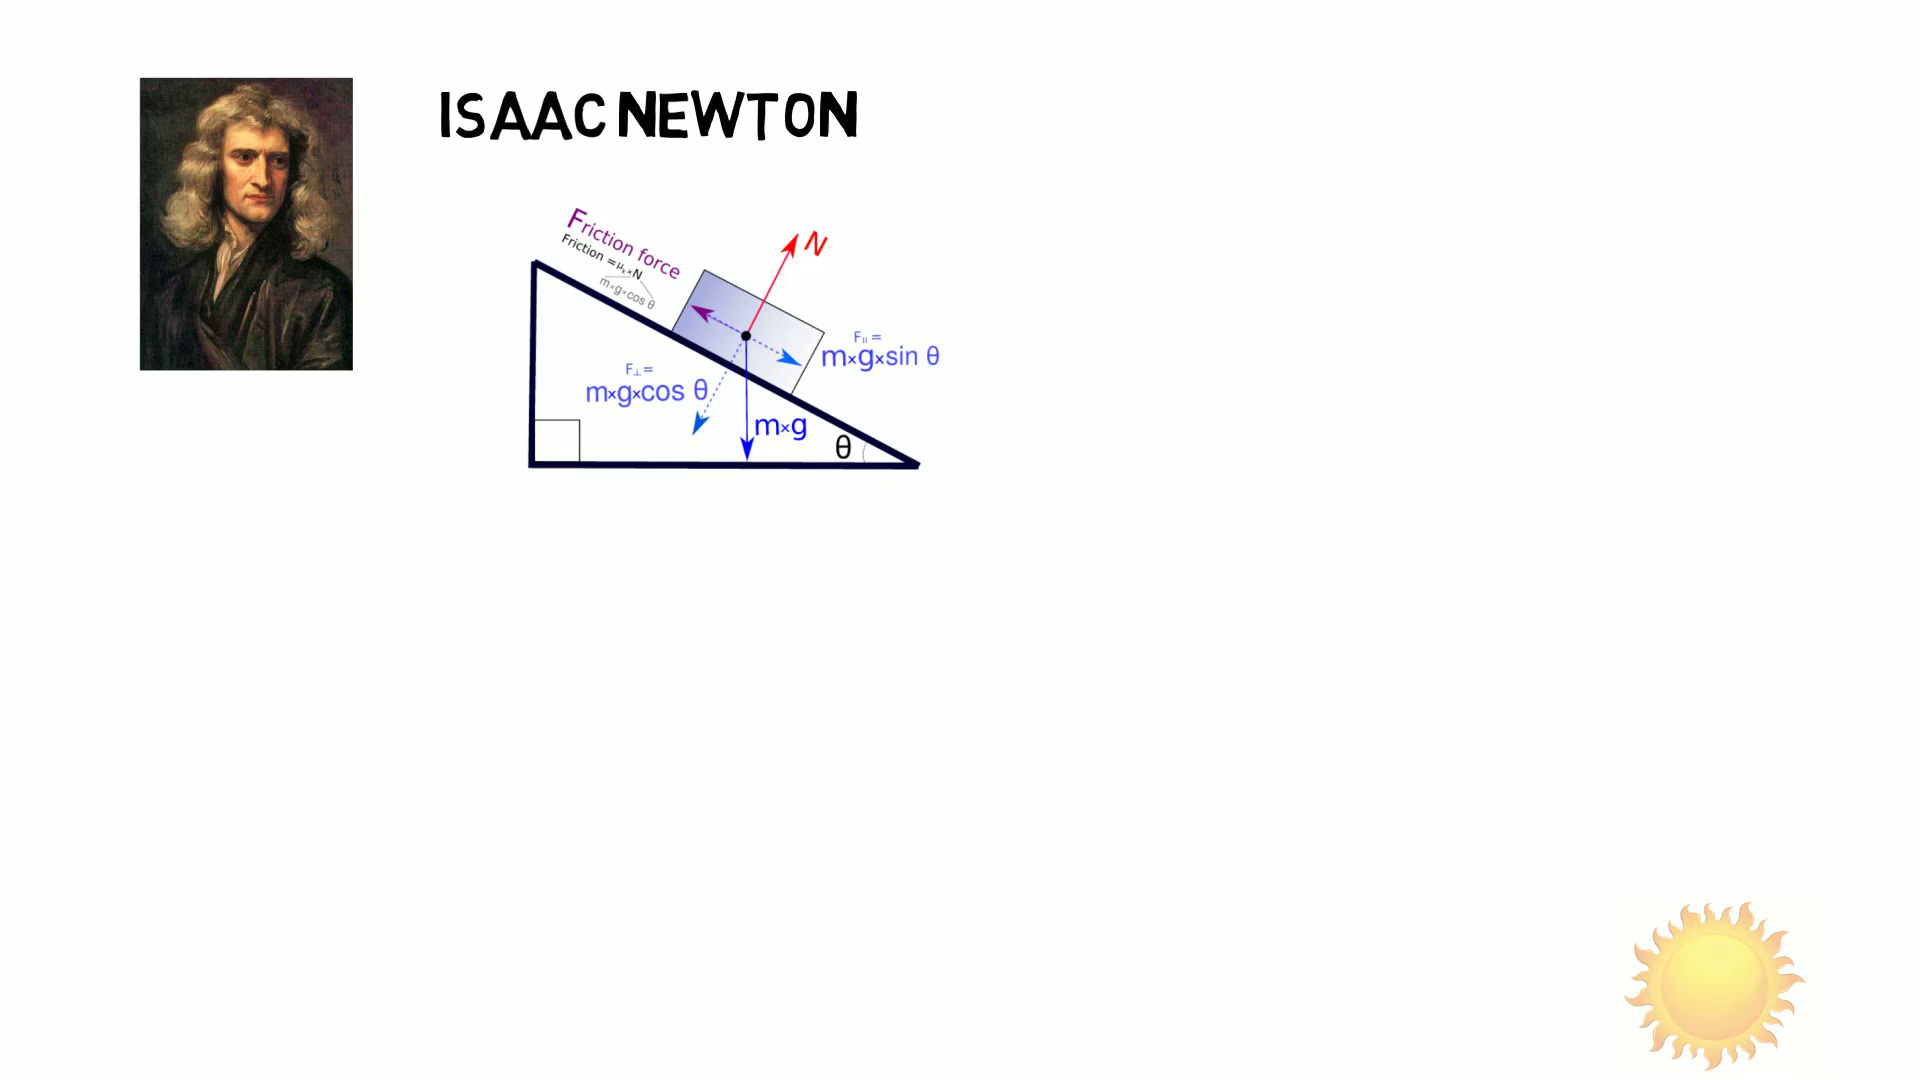 ISAAC NEWTON
Friction force
Friction = μₖ×N
m×g×cos θ
N
F∥ =
m×g×sin θ
F⊥ =
m×g×cos θ
m×g
θ